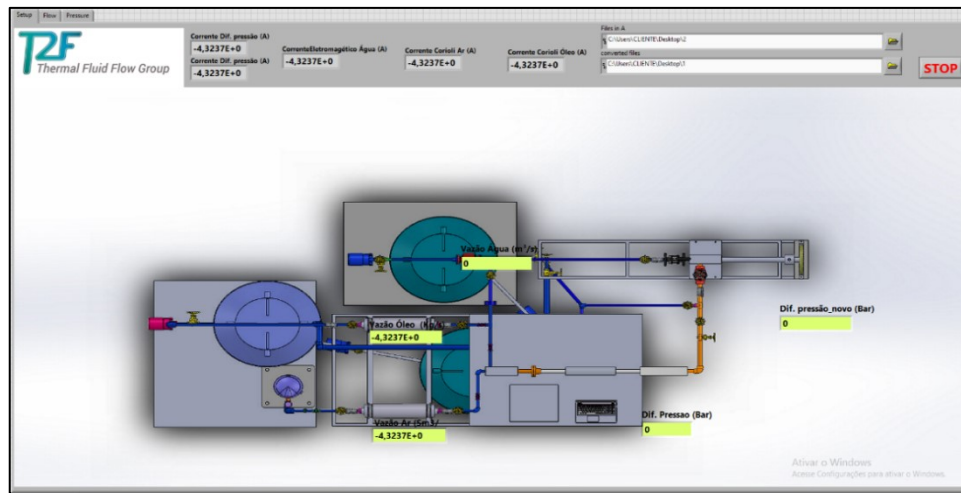 Setup Flow Pressure
T2F
Thermal Fluid Flow Group
Corrente Dif. pressão (A)
-4,3237E+0
Corrente Dif. pressão (A)
-4,3237E+0
CorrenteEletromagético Água (A)
-4,3237E+0
Corrente Corioli Ar (A)
-4,3237E+0
Corrente Corioli Óleo (A)
-4,3237E+0
Files in A
C:\Users\CLIENTE\Desktop\2
converted files
C:\Users\CLIENTE\Desktop\1
STOP
Vazão Agua (m³/s)
0
Dif. pressão_novo (Bar)
0
Vazão Óleo (Kg/s)
-4,3237E+0
Dif. Pressao (Bar)
0
Vazão Ar
-4,3237E+0
Ativar o Windows
Acesse Configurações para ativar o Windows.